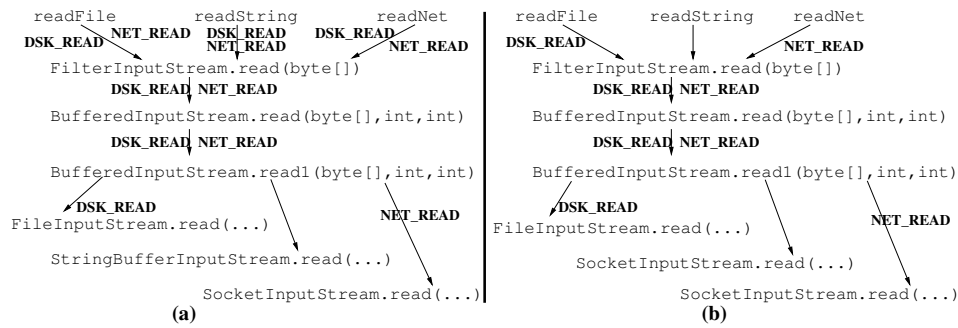 readFile readString readNet
DSK_READ NET_READ DSK_READ NET_READ DSK_READ NET_READ
FilterInputStream.read(byte[])
DSK_READ NET_READ
BufferedInputStream.read(byte[],int,int)
DSK_READ NET_READ
BufferedInputStream.read1(byte[],int,int)
DSK_READ
NET_READ
FileInputStream.read(...)
StringBufferInputStream.read(...)
SocketInputStream.read(...)
(a)
readFile readString readNet
DSK_READ NET_READ
FilterInputStream.read(byte[])
DSK_READ NET_READ
BufferedInputStream.read(byte[],int,int)
DSK_READ NET_READ
BufferedInputStream.read1(byte[],int,int)
DSK_READ
NET_READ
FileInputStream.read(...)
SocketInputStream.read(...)
SocketInputStream.read(...)
(b)